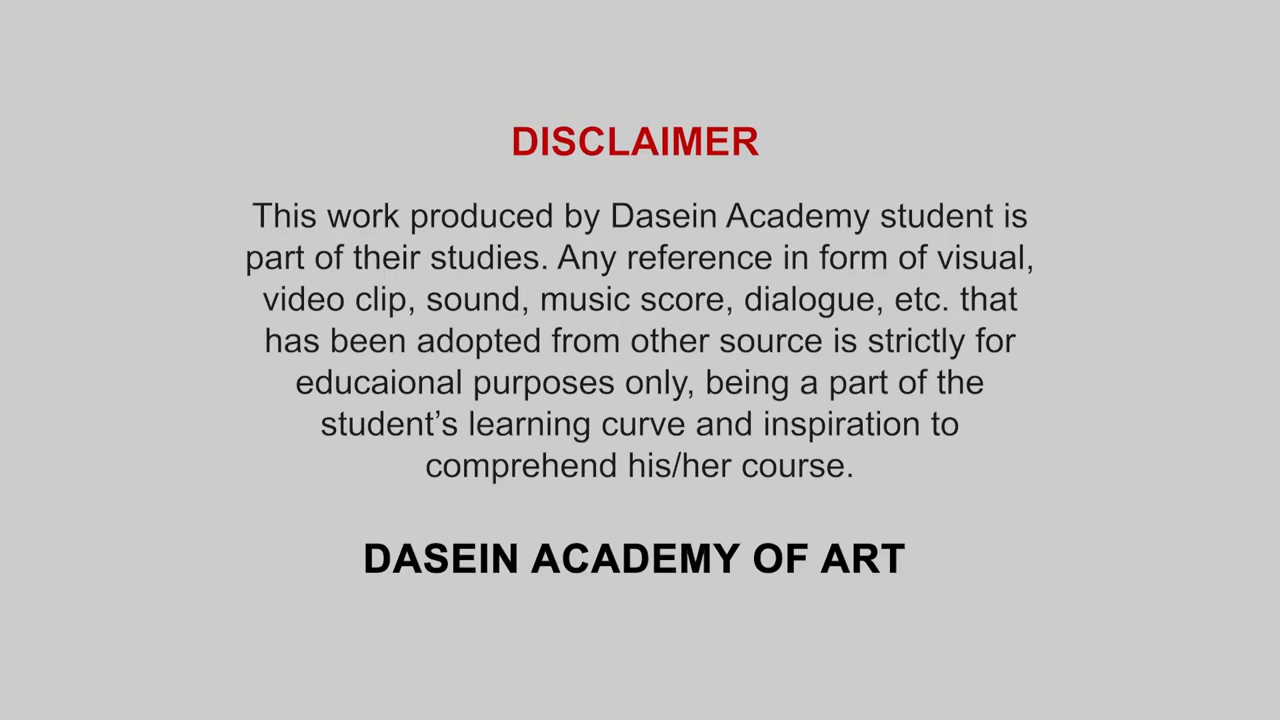 DISCLAIMER
This work produced by Dasein Academy student is
part of their studies. Any reference in form of visual,
video clip, sound, music score, dialogue, etc. that
has been adopted from other source is strictly for
educaional purposes only, being a part of the
student’s learning curve and inspiration to
comprehend his/her course.
DASEIN ACADEMY OF ART